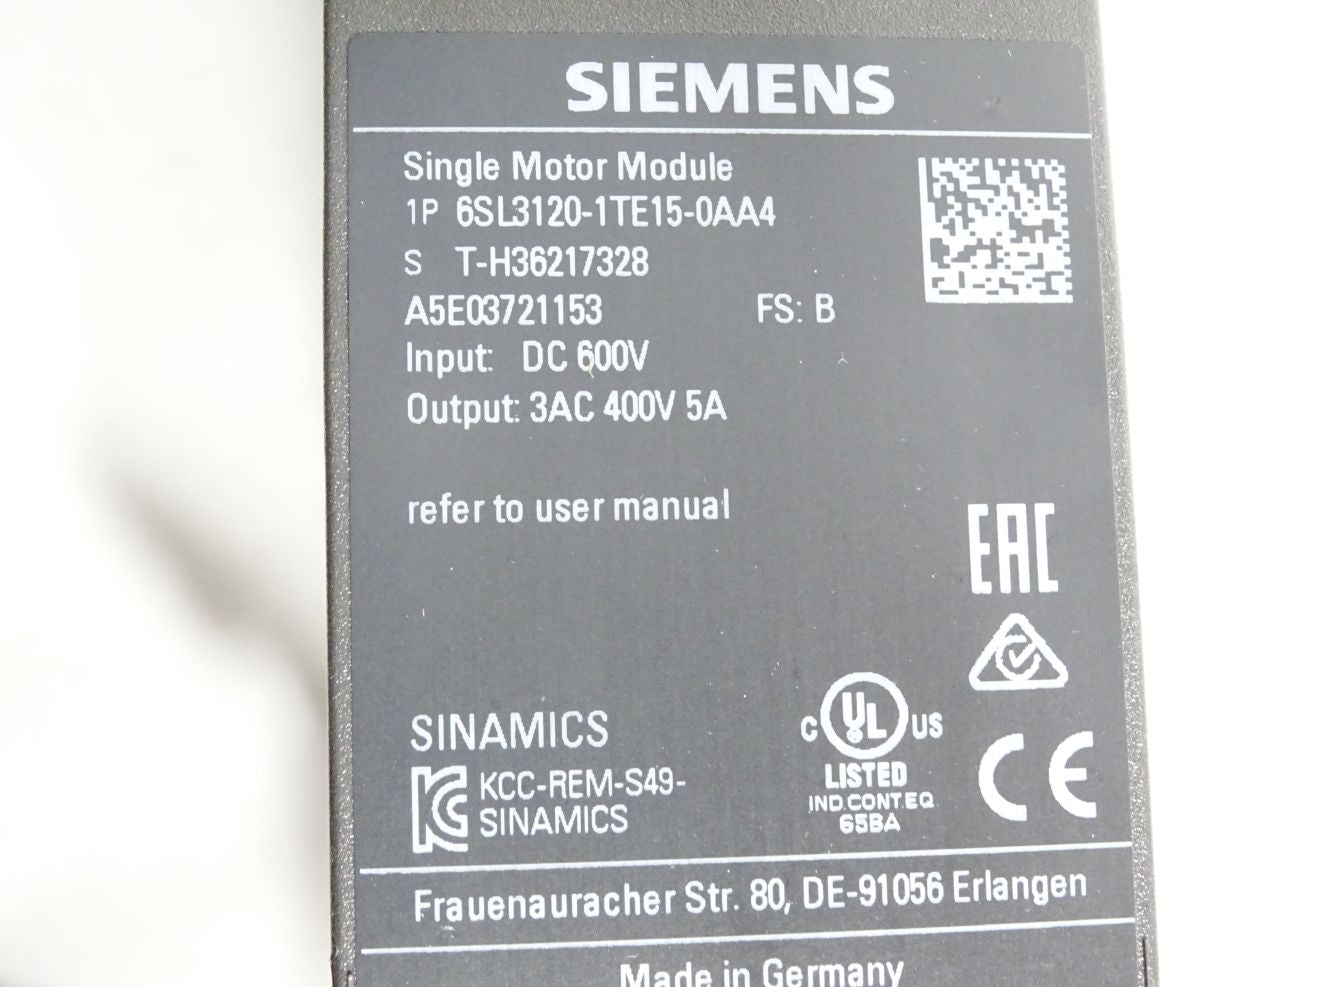 SIEMENS
Single Motor Module
1P 6SL3120-1TE15-0AA4
S T-H36217328
A5E03721153 FS: B
Input: DC 600V
Output: 3AC 400V 5A
refer to user manual
EAC
SINAMICS
KCC-REM-S49-
SINAMICS
C UL US
LISTED
IND.CONT.EQ.
65BA
CE
Frauenauracher Str. 80, DE-91056 Erlangen
Made in Germany